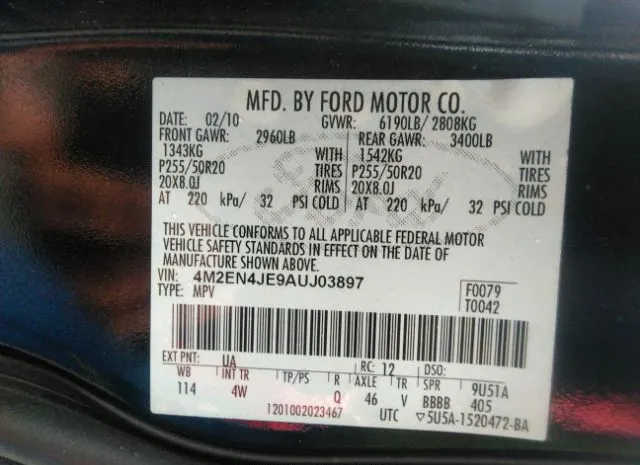 MFD. BY FORD MOTOR CO.
DATE: 02/10 GVWR: 6190LB/ 2808KG
FRONT GAWR: 2960LB REAR GAWR: 3400LB
1343KG WITH 1542KG WITH
P255/50R20 TIRES P255/50R20 TIRES
20X8.0J RIMS 20X8.0J RIMS
AT 220 kPa/ 32 PSI COLD AT 220 kPa/ 32 PSI COLD
THIS VEHICLE CONFORMS TO ALL APPLICABLE FEDERAL MOTOR
VEHICLE SAFETY STANDARDS IN EFFECT ON THE DATE OF
MANUFACTURE SHOWN ABOVE.
VIN: 4M2EN4JE9AUJ03897
TYPE: MPV
F0079
T0042
EXT PNT: UA RC: 12 DSO:
WB INT TR TP/PS R AXLE TR SPR 9U51A
114 4W Q 46 V BBBB 405
1201002023467 UTC ▽5U5A-1520472-BA